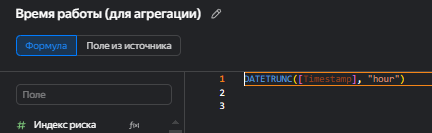 Время работы (для агрегации)
Формула Поле из источника
1 DATETRUNC([Timestamp], "hour")
2
3
Поле
# Индекс риска f(x)